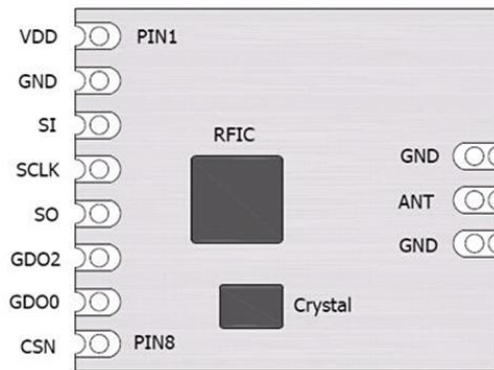 VDD
PIN1
GND
SI
RFIC
SCLK
GND
ANT
SO
GND
GDO2
GDO0
Crystal
CSN
PIN8